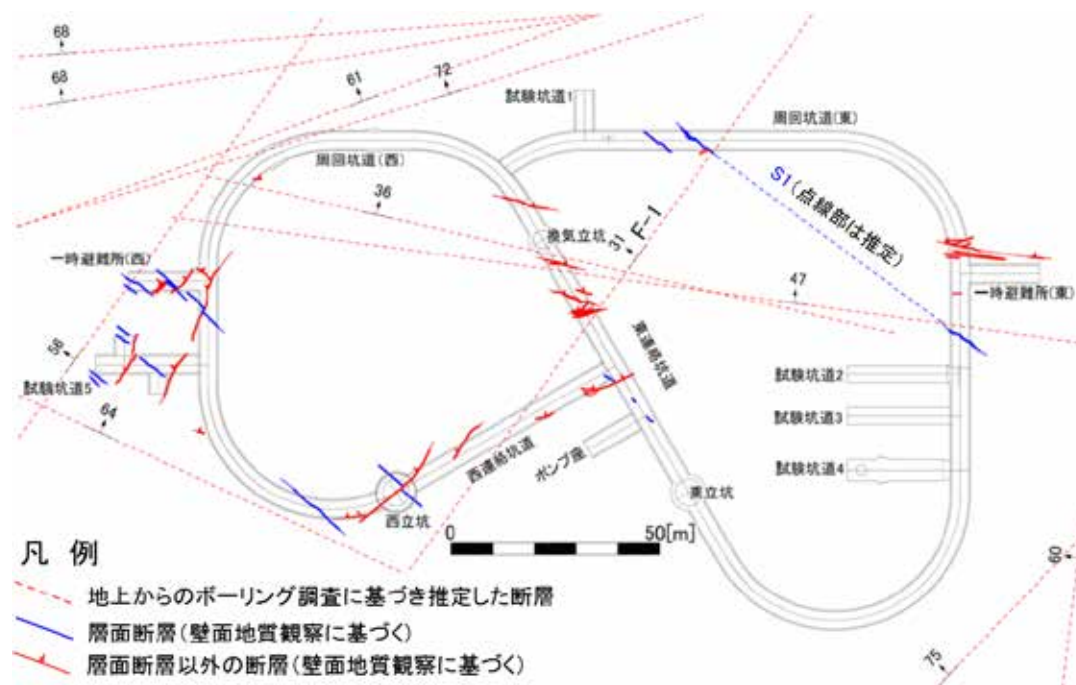 68
68
61
72
試験坑道1
周回坑道(東)
周回坑道(西)
36
換気立坑
31
F-1
S1(点線部は推定)
一時避難所(西)
一時避難所(東)
47
56
試験坑道5
64
東連絡坑道
西連絡坑道
ポンプ座
試験坑道2
試験坑道3
試験坑道4
西立坑
東立坑
0 50[m]
60
75
凡 例
地上からのボーリング調査に基づき推定した断層
層面断層(壁面地質観察に基づく)
層面断層以外の断層(壁面地質観察に基づく)